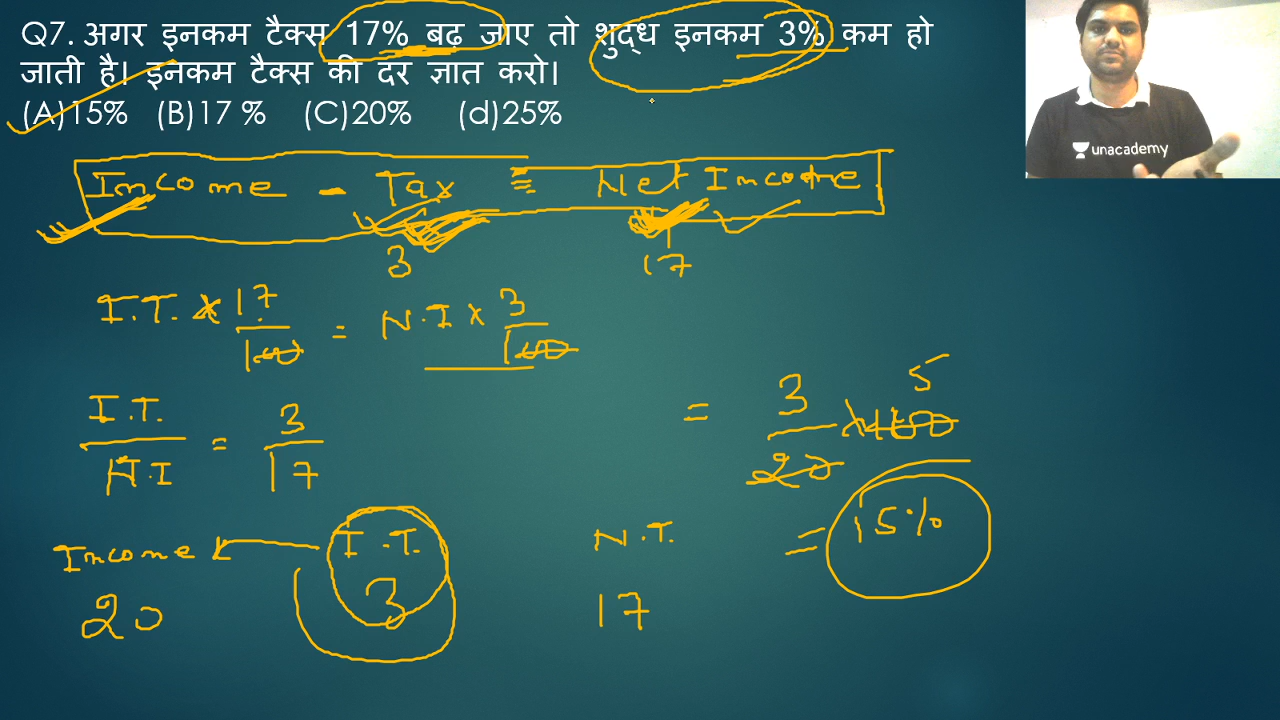 Q7. अगर इनकम टैक्स 17% बढ़ जाए तो शुद्ध इनकम 3% कम हो
जाती है। इनकम टैक्स की दर ज्ञात करो।
(A)15% (B)17 % (C)20% (d)25%
unacademy
Income - Tax = Net Income
3 17
I.T. × 17/100 = N.I × 3/100
I.T./N.I = 3/17
= 3/20 × 100 5
Income I.T. N.I.
20 3 17
= 15%